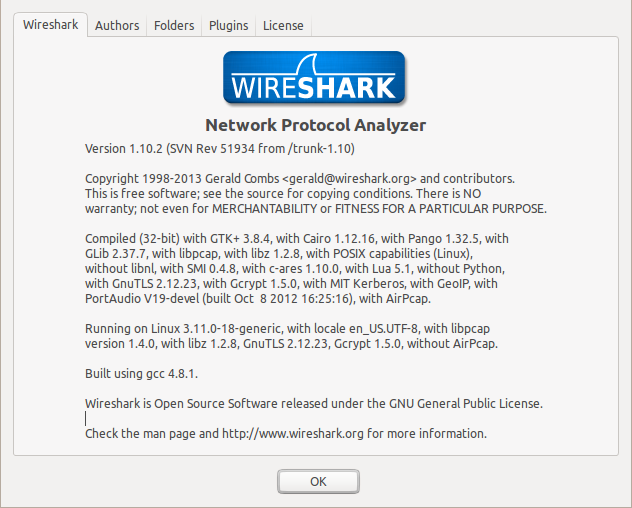 Wireshark Authors Folders Plugins License
WIRESHARK
Network Protocol Analyzer
Version 1.10.2 (SVN Rev 51934 from /trunk-1.10)
Copyright 1998-2013 Gerald Combs <gerald@wireshark.org> and contributors.
This is free software; see the source for copying conditions. There is NO
warranty; not even for MERCHANTABILITY or FITNESS FOR A PARTICULAR PURPOSE.
Compiled (32-bit) with GTK+ 3.8.4, with Cairo 1.12.16, with Pango 1.32.5, with
GLib 2.37.7, with libpcap, with libz 1.2.8, with POSIX capabilities (Linux),
without libnl, with SMI 0.4.8, with c-ares 1.10.0, with Lua 5.1, without Python,
with GnuTLS 2.12.23, with Gcrypt 1.5.0, with MIT Kerberos, with GeoIP, with
PortAudio V19-devel (built Oct  8 2012 16:25:16), with AirPcap.
Running on Linux 3.11.0-18-generic, with locale en_US.UTF-8, with libpcap
version 1.4.0, with libz 1.2.8, GnuTLS 2.12.23, Gcrypt 1.5.0, without AirPcap.
Built using gcc 4.8.1.
Wireshark is Open Source Software released under the GNU General Public License.
Check the man page and http://www.wireshark.org for more information.
OK